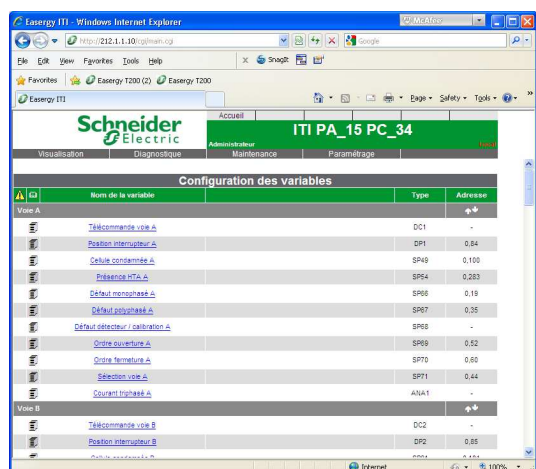 Easergy ITI - Windows Internet Explorer
McAfee
http://212.1.1.10/cgi/main.cgi
Google
File Edit View Favorites Tools Help
SnagIt
Favorites Easergy T200 (2) Easergy T200
Easergy ITI
Page Safety Tools
Schneider Electric
Accueil
ITI PA_15 PC_34
Administrateur Local
Visualisation Diagnostique Maintenance Paramétrage
Configuration des variables
Nom de la variable Type Adresse
Voie A
Télécommande voie A DC1 -
Position interrupteur A DP1 0,84
Cellule condamnée A SP49 0,100
Présence HTA A SP54 0,283
Défaut monophasé A SP66 0,19
Défaut polyphasé A SP67 0,35
Défaut détecteur / calibration A SP68 -
Ordre ouverture A SP69 0,52
Ordre fermeture A SP70 0,60
Sélection voie A SP71 0,44
Courant triphasé A ANA1 -
Voie B
Télécommande voie B DC2 -
Position interrupteur B DP2 0,85
Internet 100%